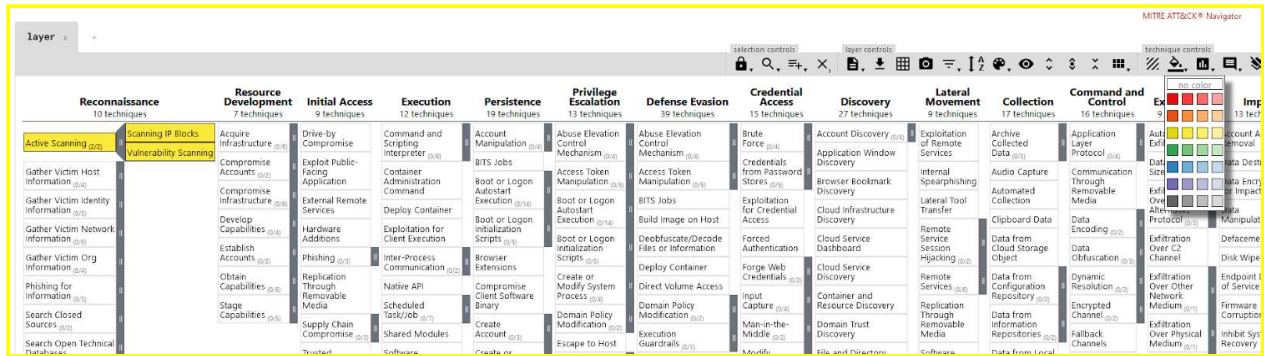 MITRE ATT&CK® Navigator
layer x +
selection controls
layer controls
technique controls
no color
Reconnaissance
10 techniques
Resource
Development
7 techniques
Initial Access
9 techniques
Execution
12 techniques
Persistence
19 techniques
Privilege
Escalation
13 techniques
Defense Evasion
39 techniques
Credential
Access
15 techniques
Discovery
27 techniques
Lateral
Movement
9 techniques
Collection
17 techniques
Command and
Control
16 techniques
Active Scanning (2/2)
Scanning IP Blocks
Vulnerability Scanning
Gather Victim Host
Information (0/4)
Gather Victim Identity
Information (0/3)
Gather Victim Network
Information (0/6)
Gather Victim Org
Information (0/4)
Phishing for
Information (0/3)
Search Closed
Sources (0/2)
Search Open Technical
Databases
Acquire
Infrastructure (0/6)
Compromise
Accounts (0/2)
Compromise
Infrastructure (0/6)
Develop
Capabilities (0/4)
Establish
Accounts (0/2)
Obtain
Capabilities (0/6)
Stage
Capabilities (0/5)
Drive-by
Compromise
Exploit Public-
Facing
Application
External Remote
Services
Hardware
Additions
Phishing (0/3)
Replication
Through
Removable
Media
Supply Chain
Compromise (0/3)
Trusted
Command and
Scripting
Interpreter (0/8)
Container
Administration
Command
Deploy Container
Exploitation for
Client Execution
Inter-Process
Communication (0/2)
Native API
Scheduled
Task/Job (0/7)
Shared Modules
Software
Account
Manipulation (0/4)
BITS Jobs
Boot or Logon
Autostart
Execution (0/14)
Boot or Logon
Initialization
Scripts (0/5)
Browser
Extensions
Compromise
Client Software
Binary
Create
Account (0/3)
Create or
Abuse Elevation
Control
Mechanism (0/4)
Access Token
Manipulation (0/5)
Boot or Logon
Autostart
Execution (0/14)
Boot or Logon
Initialization
Scripts (0/5)
Create or
Modify System
Process (0/4)
Domain Policy
Modification (0/2)
Escape to Host
Abuse Elevation
Control
Mechanism (0/4)
Access Token
Manipulation (0/5)
BITS Jobs
Build Image on Host
Deobfuscate/Decode
Files or Information
Deploy Container
Direct Volume Access
Domain Policy
Modification (0/2)
Execution
Guardrails (0/1)
Brute
Force (0/4)
Credentials
from Password
Stores (0/5)
Exploitation
for Credential
Access
Forced
Authentication
Forge Web
Credentials (0/2)
Input
Capture (0/4)
Man-in-the-
Middle (0/2)
Modify
Account Discovery (0/4)
Application Window
Discovery
Browser Bookmark
Discovery
Cloud Infrastructure
Discovery
Cloud Service
Dashboard
Cloud Service
Discovery
Container and
Resource Discovery
Domain Trust
Discovery
File and Directory
Exploitation
of Remote
Services
Internal
Spearphishing
Lateral Tool
Transfer
Remote
Service
Session
Hijacking (0/2)
Remote
Services (0/6)
Replication
Through
Removable
Media
Software
Archive
Collected
Data (0/3)
Audio Capture
Automated
Collection
Clipboard Data
Data from
Cloud Storage
Object
Data from
Configuration
Repository (0/2)
Data from
Information
Repositories (0/2)
Data from Local
Application
Layer
Protocol (0/4)
Communication
Through
Removable
Media
Data
Encoding (0/2)
Data
Obfuscation (0/3)
Dynamic
Resolution (0/3)
Encrypted
Channel (0/2)
Fallback
Channels
Protocol (0/3)
Exfiltration
Over C2
Channel
Exfiltration
Over Other
Network
Medium (0/1)
Exfiltration
Over Physical
Medium (0/1)
Data
Disk Wipe
Endpoint
of Service
Firmware
Corruption
Recovery